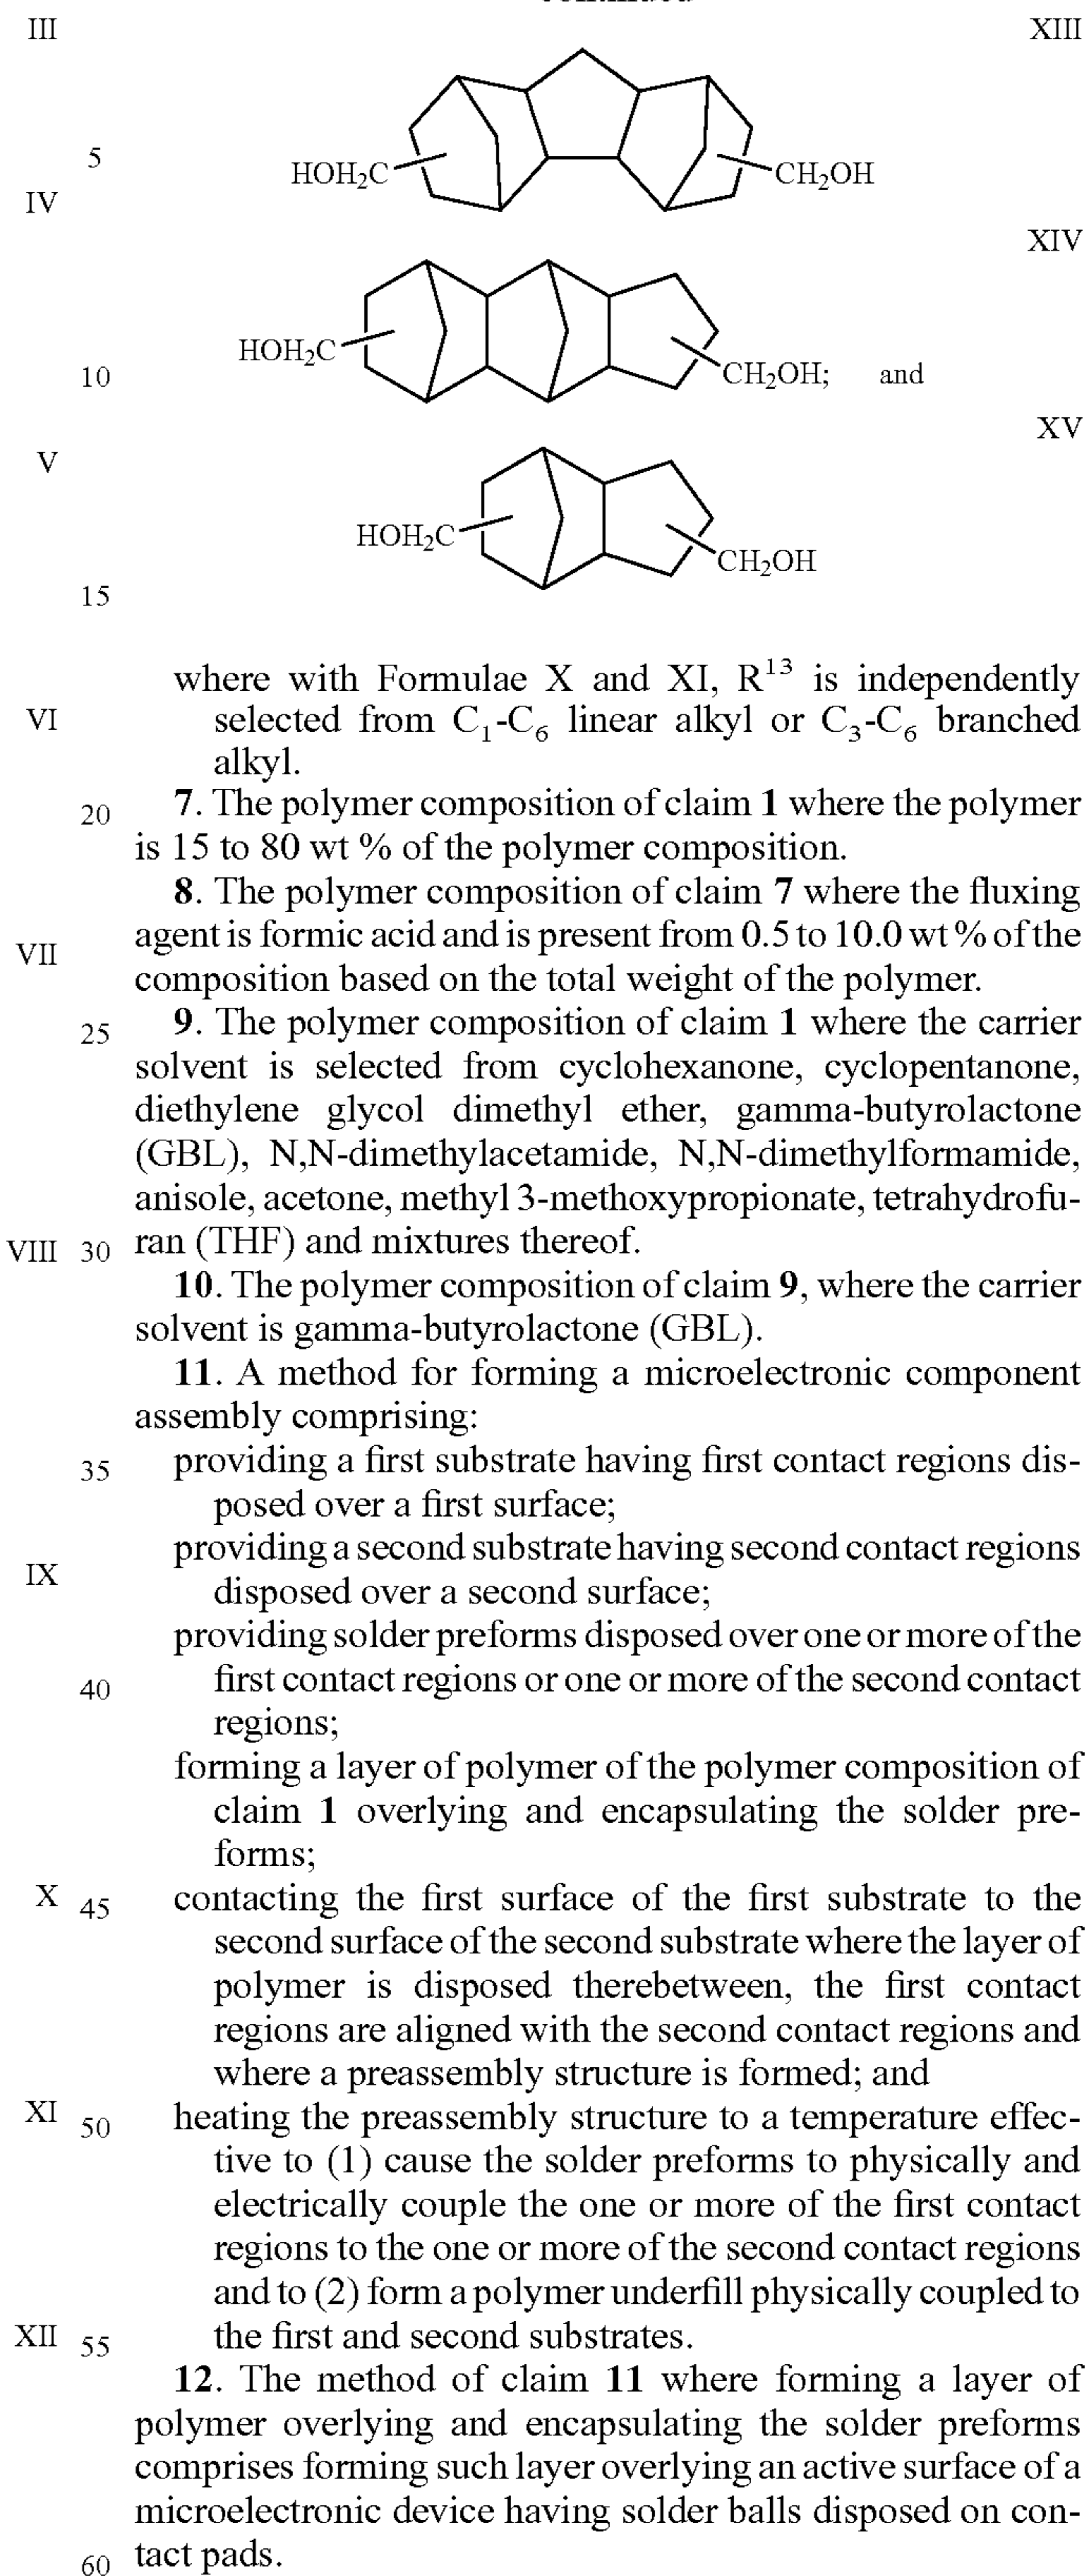 III
XIII
HOH₂C
CH₂OH
5
IV
XIV
HOH₂C
CH₂OH; and
10
XV
V
HOH₂C
CH₂OH
15
where with Formulae X and XI, R¹³ is independently
VI
selected from C₁-C₆ linear alkyl or C₃-C₆ branched
alkyl.
20 7. The polymer composition of claim 1 where the polymer
is 15 to 80 wt % of the polymer composition.
8. The polymer composition of claim 7 where the fluxing
VII
agent is formic acid and is present from 0.5 to 10.0 wt % of the
composition based on the total weight of the polymer.
25 9. The polymer composition of claim 1 where the carrier
solvent is selected from cyclohexanone, cyclopentanone,
diethylene glycol dimethyl ether, gamma-butyrolactone
(GBL), N,N-dimethylacetamide, N,N-dimethylformamide,
anisole, acetone, methyl 3-methoxypropionate, tetrahydrofu-
VIII 30 ran (THF) and mixtures thereof.
10. The polymer composition of claim 9, where the carrier
solvent is gamma-butyrolactone (GBL).
11. A method for forming a microelectronic component
assembly comprising:
35 providing a first substrate having first contact regions dis-
posed over a first surface;
providing a second substrate having second contact regions
IX
disposed over a second surface;
providing solder preforms disposed over one or more of the
40 first contact regions or one or more of the second contact
regions;
forming a layer of polymer of the polymer composition of
claim 1 overlying and encapsulating the solder pre-
forms;
X 45 contacting the first surface of the first substrate to the
second surface of the second substrate where the layer of
polymer is disposed therebetween, the first contact
regions are aligned with the second contact regions and
where a preassembly structure is formed; and
XI 50 heating the preassembly structure to a temperature effec-
tive to (1) cause the solder preforms to physically and
electrically couple the one or more of the first contact
regions to the one or more of the second contact regions
and to (2) form a polymer underfill physically coupled to
XII 55 the first and second substrates.
12. The method of claim 11 where forming a layer of
polymer overlying and encapsulating the solder preforms
comprises forming such layer overlying an active surface of a
microelectronic device having solder balls disposed on con-
60 tact pads.